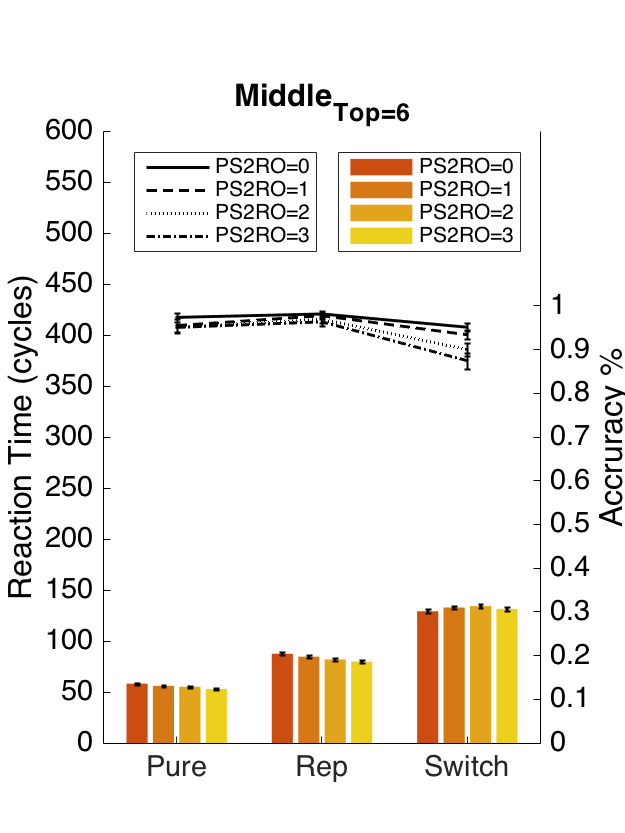 Middle_Top=6
PS2RO=0
PS2RO=1
PS2RO=2
PS2RO=3
PS2RO=0
PS2RO=1
PS2RO=2
PS2RO=3
Reaction Time (cycles)
600
550
500
450
400
350
300
250
200
150
100
50
0
Accruracy %
1
0.9
0.8
0.7
0.6
0.5
0.4
0.3
0.2
0.1
0
Pure Rep Switch